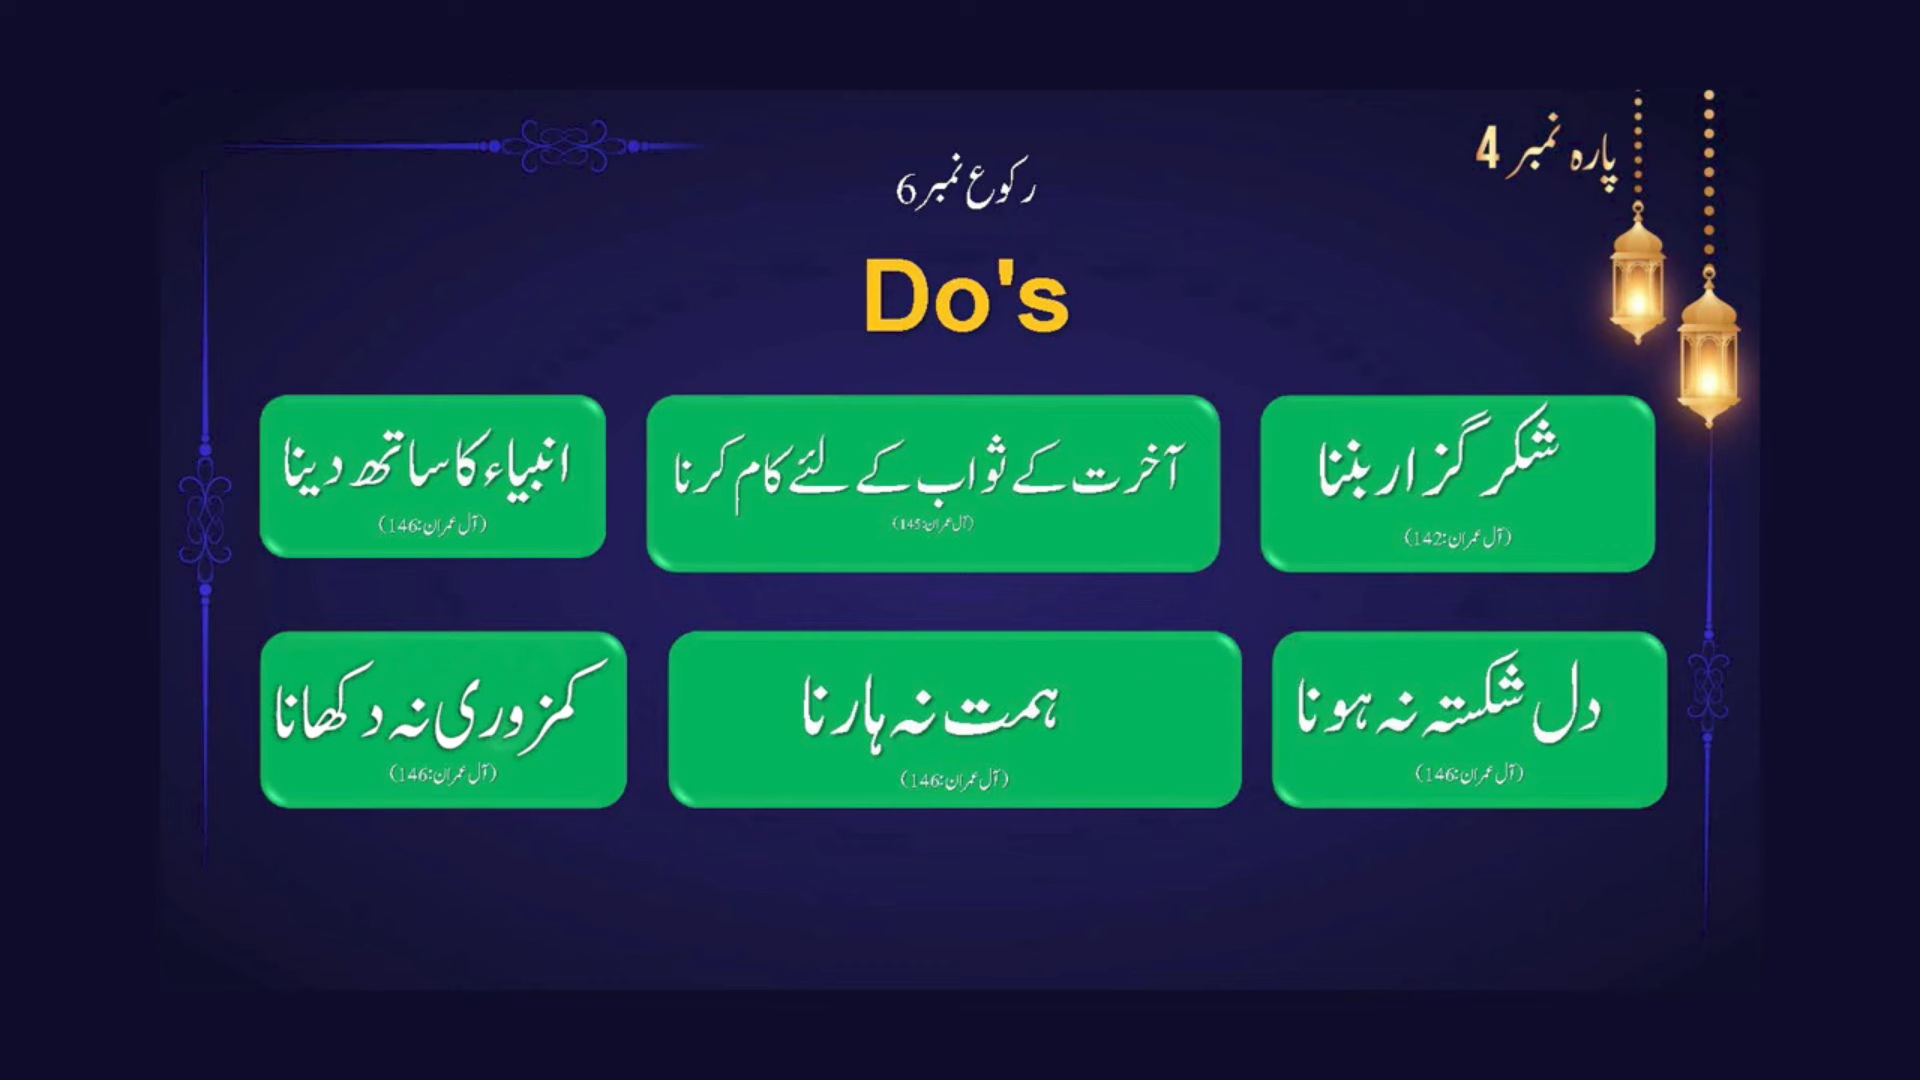 پارہ نمبر 4
رکوع نمبر 6
Do's
شکر گزار بننا
(آل عمران:142)
آخرت کے ثواب کے لئے کام کرنا
(آل عمران:145)
انبیاء کا ساتھ دینا
(آل عمران:146)
دل شکستہ نہ ہونا
(آل عمران:146)
ہمت نہ ہارنا
(آل عمران:146)
کمزوری نہ دکھانا
(آل عمران:146)